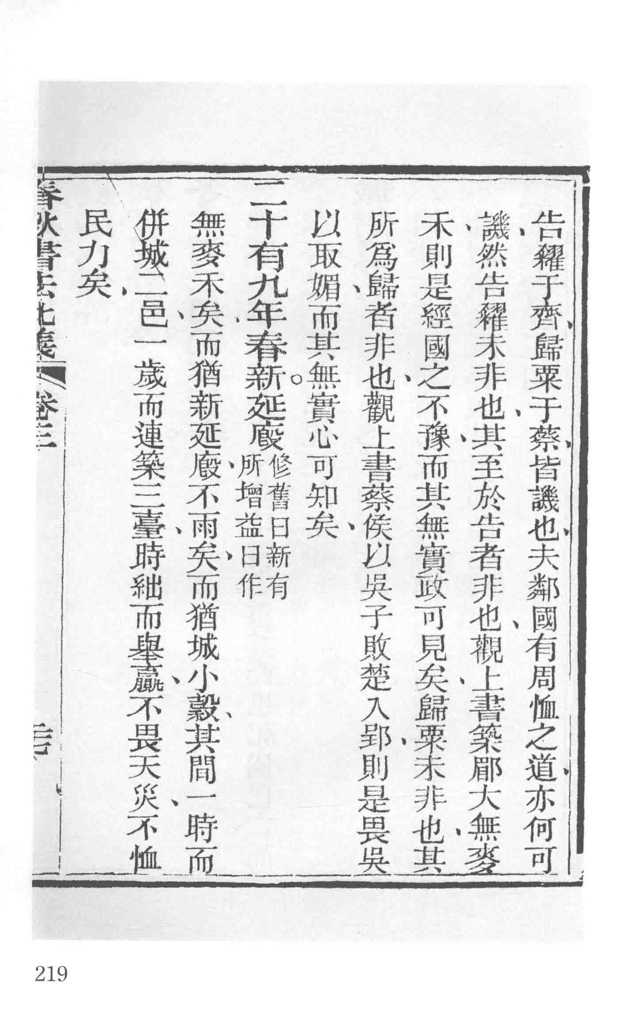 告糴于齊歸粟于蔡皆譏也夫鄰國有周恤之道亦何可
譏然告糴未非也其至於告者非也觀上書築郿大無麥
禾則是經國之不豫而其無實政可見矣歸粟未非也其
所爲歸者非也觀上書蔡侯以吳子敗楚入郢則是畏吳
以取媚而其無實心可知矣
二十有九年春新延廄修舊曰新有
所增益曰作
無麥禾矣而猶新延廄不雨矣而猶城小穀其間一時而
併城二邑一歲而連築三臺時絀而舉贏不畏天災不恤
民力矣
春秋書法比義 卷三
219